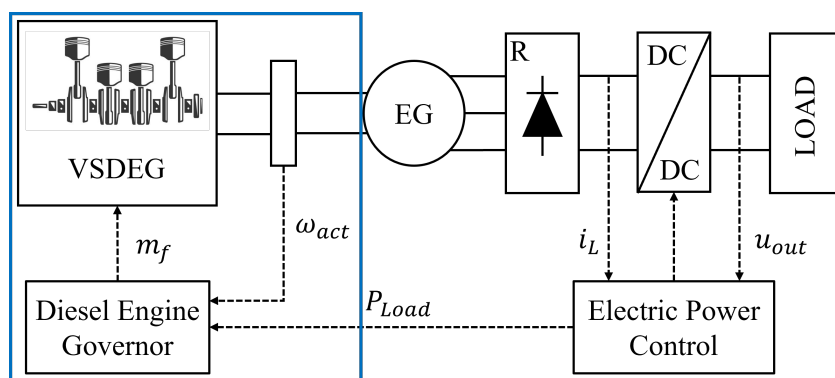 VSDEG
EG
R
DC
DC
LOAD
m_f
ω_act
i_L
u_out
P_Load
Diesel Engine
Governor
Electric Power
Control